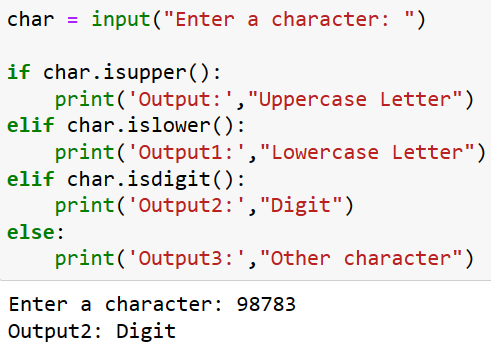 char = input("Enter a character: ")
if char.isupper():
    print('Output:',"Uppercase Letter")
elif char.islower():
    print('Output1:',"Lowercase Letter")
elif char.isdigit():
    print('Output2:',"Digit")
else:
    print('Output3:',"Other character")
Enter a character: 98783
Output2: Digit